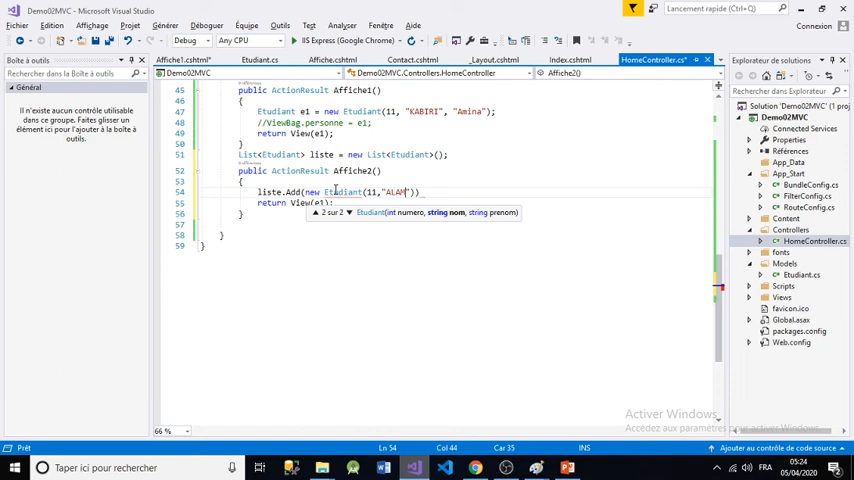 Demo02MVC - Microsoft Visual Studio
Lancement rapide (Ctrl+Q)
Fichier Edition Affichage Projet Générer Déboguer Équipe Outils Test Analyser Fenêtre Aide
Connexion
Debug Any CPU IIS Express (Google Chrome)
Boîte à outils
Affiche1.cshtml* Etudiant.cs Affiche.cshtml Contact.cshtml _Layout.cshtml Index.cshtml HomeController.cs*
Explorateur de solutions
Rechercher dans Boîte à outils
Demo02MVC Demo02MVC.Controllers.HomeController Affiche2()
Général
Il n'existe aucun contrôle utilisable
dans ce groupe. Faites glisser un
élément ici pour l'ajouter à la boîte à
outils.
45 public ActionResult Affiche1()
46 {
47 Etudiant e1 = new Etudiant(11, "KABIRI", "Amina");
48 //ViewBag.personne = e1;
49 return View(e1);
50 }
51 List<Etudiant> liste = new List<Etudiant>();
52 public ActionResult Affiche2()
53 {
54 liste.Add(new Etudiant(11,"ALAM"))
55 return View(e1);
2 sur 2 Etudiant(int numero, string nom, string prenom)
56 }
57
58 }
59 }
Rechercher dans l'Explorateur de
Solution 'Demo02MVC' (1 projet)
Demo02MVC
Properties
Références
App_Data
App_Start
BundleConfig.cs
FilterConfig.cs
RouteConfig.cs
Content
Controllers
HomeController.cs
fonts
Models
Etudiant.cs
Scripts
Views
favicon.ico
Global.asax
packages.config
Web.config
Activer Windows
Accédez aux paramètres pour activer Windows.
66 %
Prêt Ln 54 Col 44 Car 35 INS Ajouter au contrôle de code source
Taper ici pour rechercher
FRA
05:24
05/04/2020